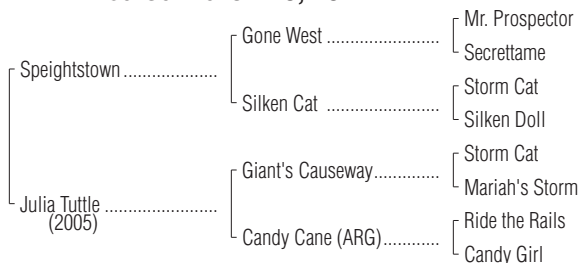 Mr. Prospector
Gone West ........................
Secrettame
Speightstown ....................
Storm Cat
Silken Cat ........................
Silken Doll
Storm Cat
Giant's Causeway..............
Mariah's Storm
Julia Tuttle ........................
(2005)
Ride the Rails
Candy Cane (ARG)............
Candy Girl